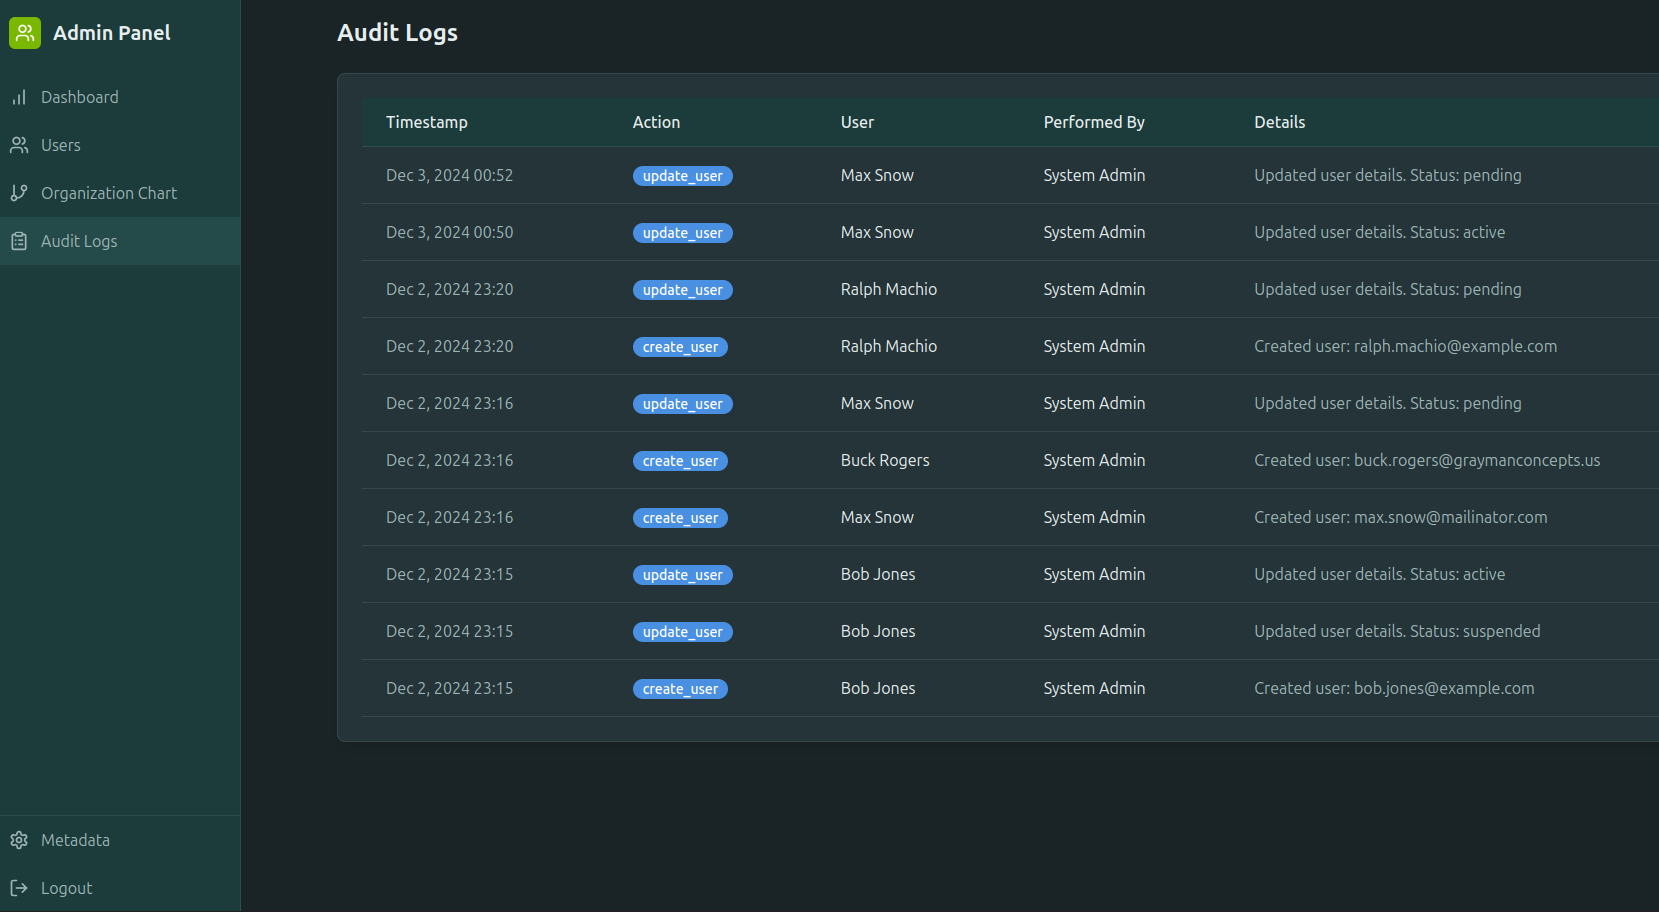 Admin Panel
Dashboard
Users
Organization Chart
Audit Logs
Metadata
Logout
Audit Logs
Timestamp Action User Performed By Details
Dec 3, 2024 00:52 update_user Max Snow System Admin Updated user details. Status: pending
Dec 3, 2024 00:50 update_user Max Snow System Admin Updated user details. Status: active
Dec 2, 2024 23:20 update_user Ralph Machio System Admin Updated user details. Status: pending
Dec 2, 2024 23:20 create_user Ralph Machio System Admin Created user: ralph.machio@example.com
Dec 2, 2024 23:16 update_user Max Snow System Admin Updated user details. Status: pending
Dec 2, 2024 23:16 create_user Buck Rogers System Admin Created user: buck.rogers@graymanconcepts.us
Dec 2, 2024 23:16 create_user Max Snow System Admin Created user: max.snow@mailinator.com
Dec 2, 2024 23:15 update_user Bob Jones System Admin Updated user details. Status: active
Dec 2, 2024 23:15 update_user Bob Jones System Admin Updated user details. Status: suspended
Dec 2, 2024 23:15 create_user Bob Jones System Admin Created user: bob.jones@example.com